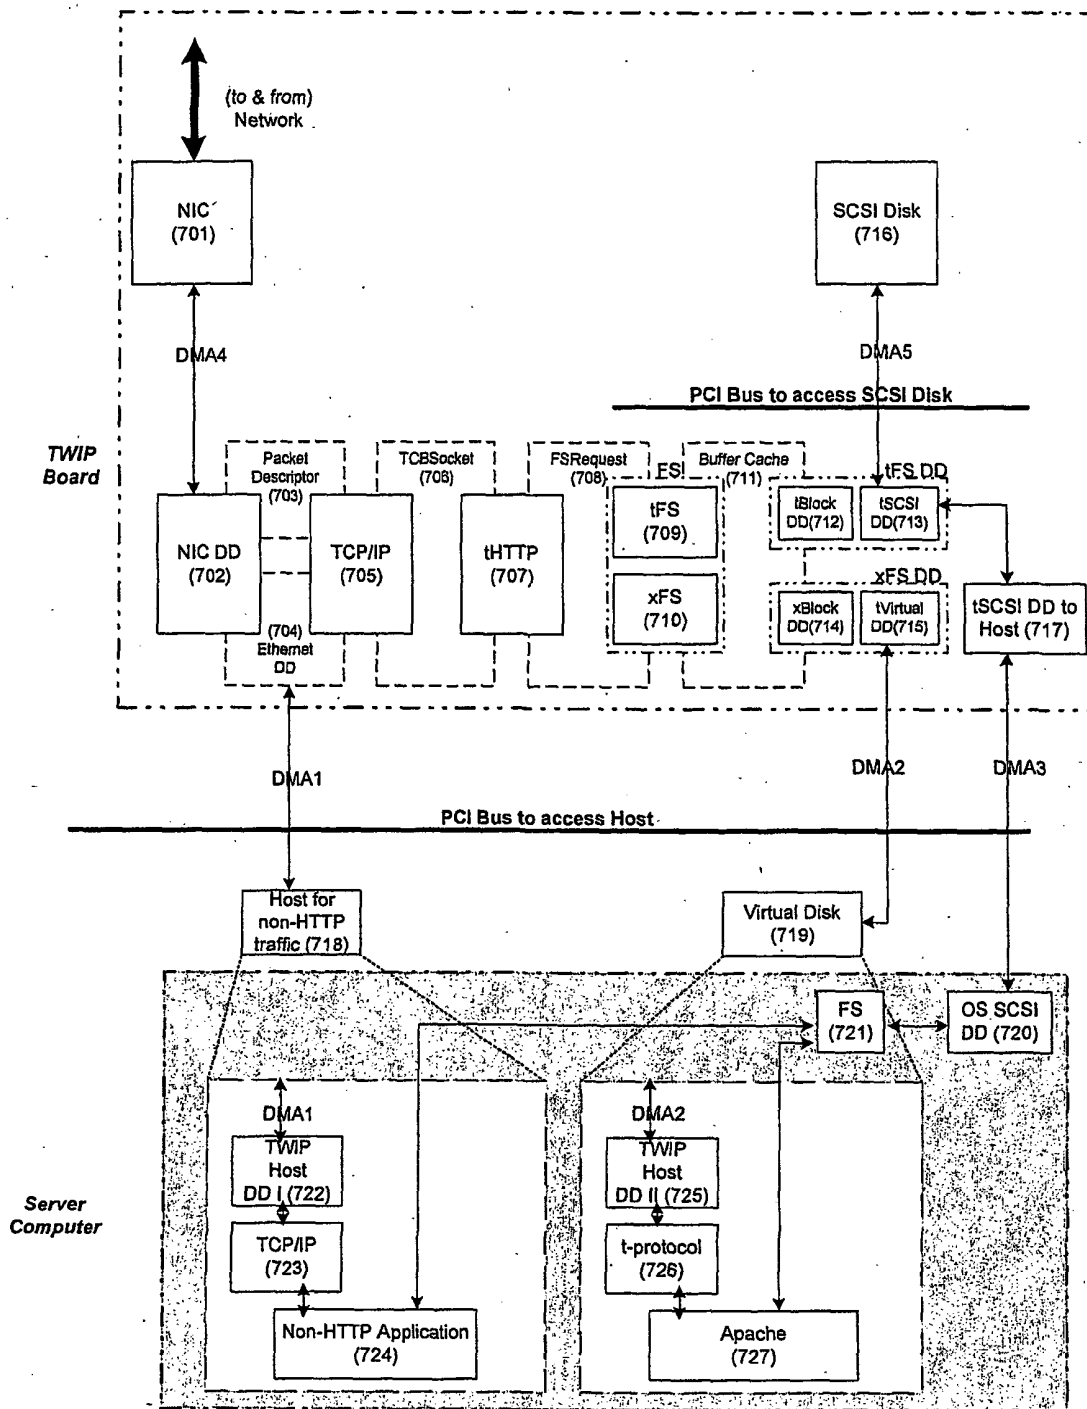 (to & from)
Network
NIC
(701)
SCSI Disk
(716)
DMA4
DMA5
PCI Bus to access SCSI Disk
TWIP
Board
Packet
Descriptor
(703)
TCBSocket
(706)
FSRequest
(708)
FS
Buffer Cache
(711)
tFS DD
NIC DD
(702)
TCP/IP
(705)
tHTTP
(707)
tFS
(709)
tBlock
DD(712)
tSCSI
DD(713)
xFS
(710)
xFS DD
xBlock
DD(714)
tVirtual
DD(715)
tSCSI DD to
Host (717)
(704)
Ethernet
DD
DMA1
DMA2
DMA3
PCI Bus to access Host
Host for
non-HTTP
traffic (718)
Virtual Disk
(719)
FS
(721)
OS SCSI
DD (720)
Server
Computer
DMA1
TWIP
Host
DD I (722)
TCP/IP
(723)
Non-HTTP Application
(724)
DMA2
TWIP
Host
DD II (725)
t-protocol
(726)
Apache
(727)